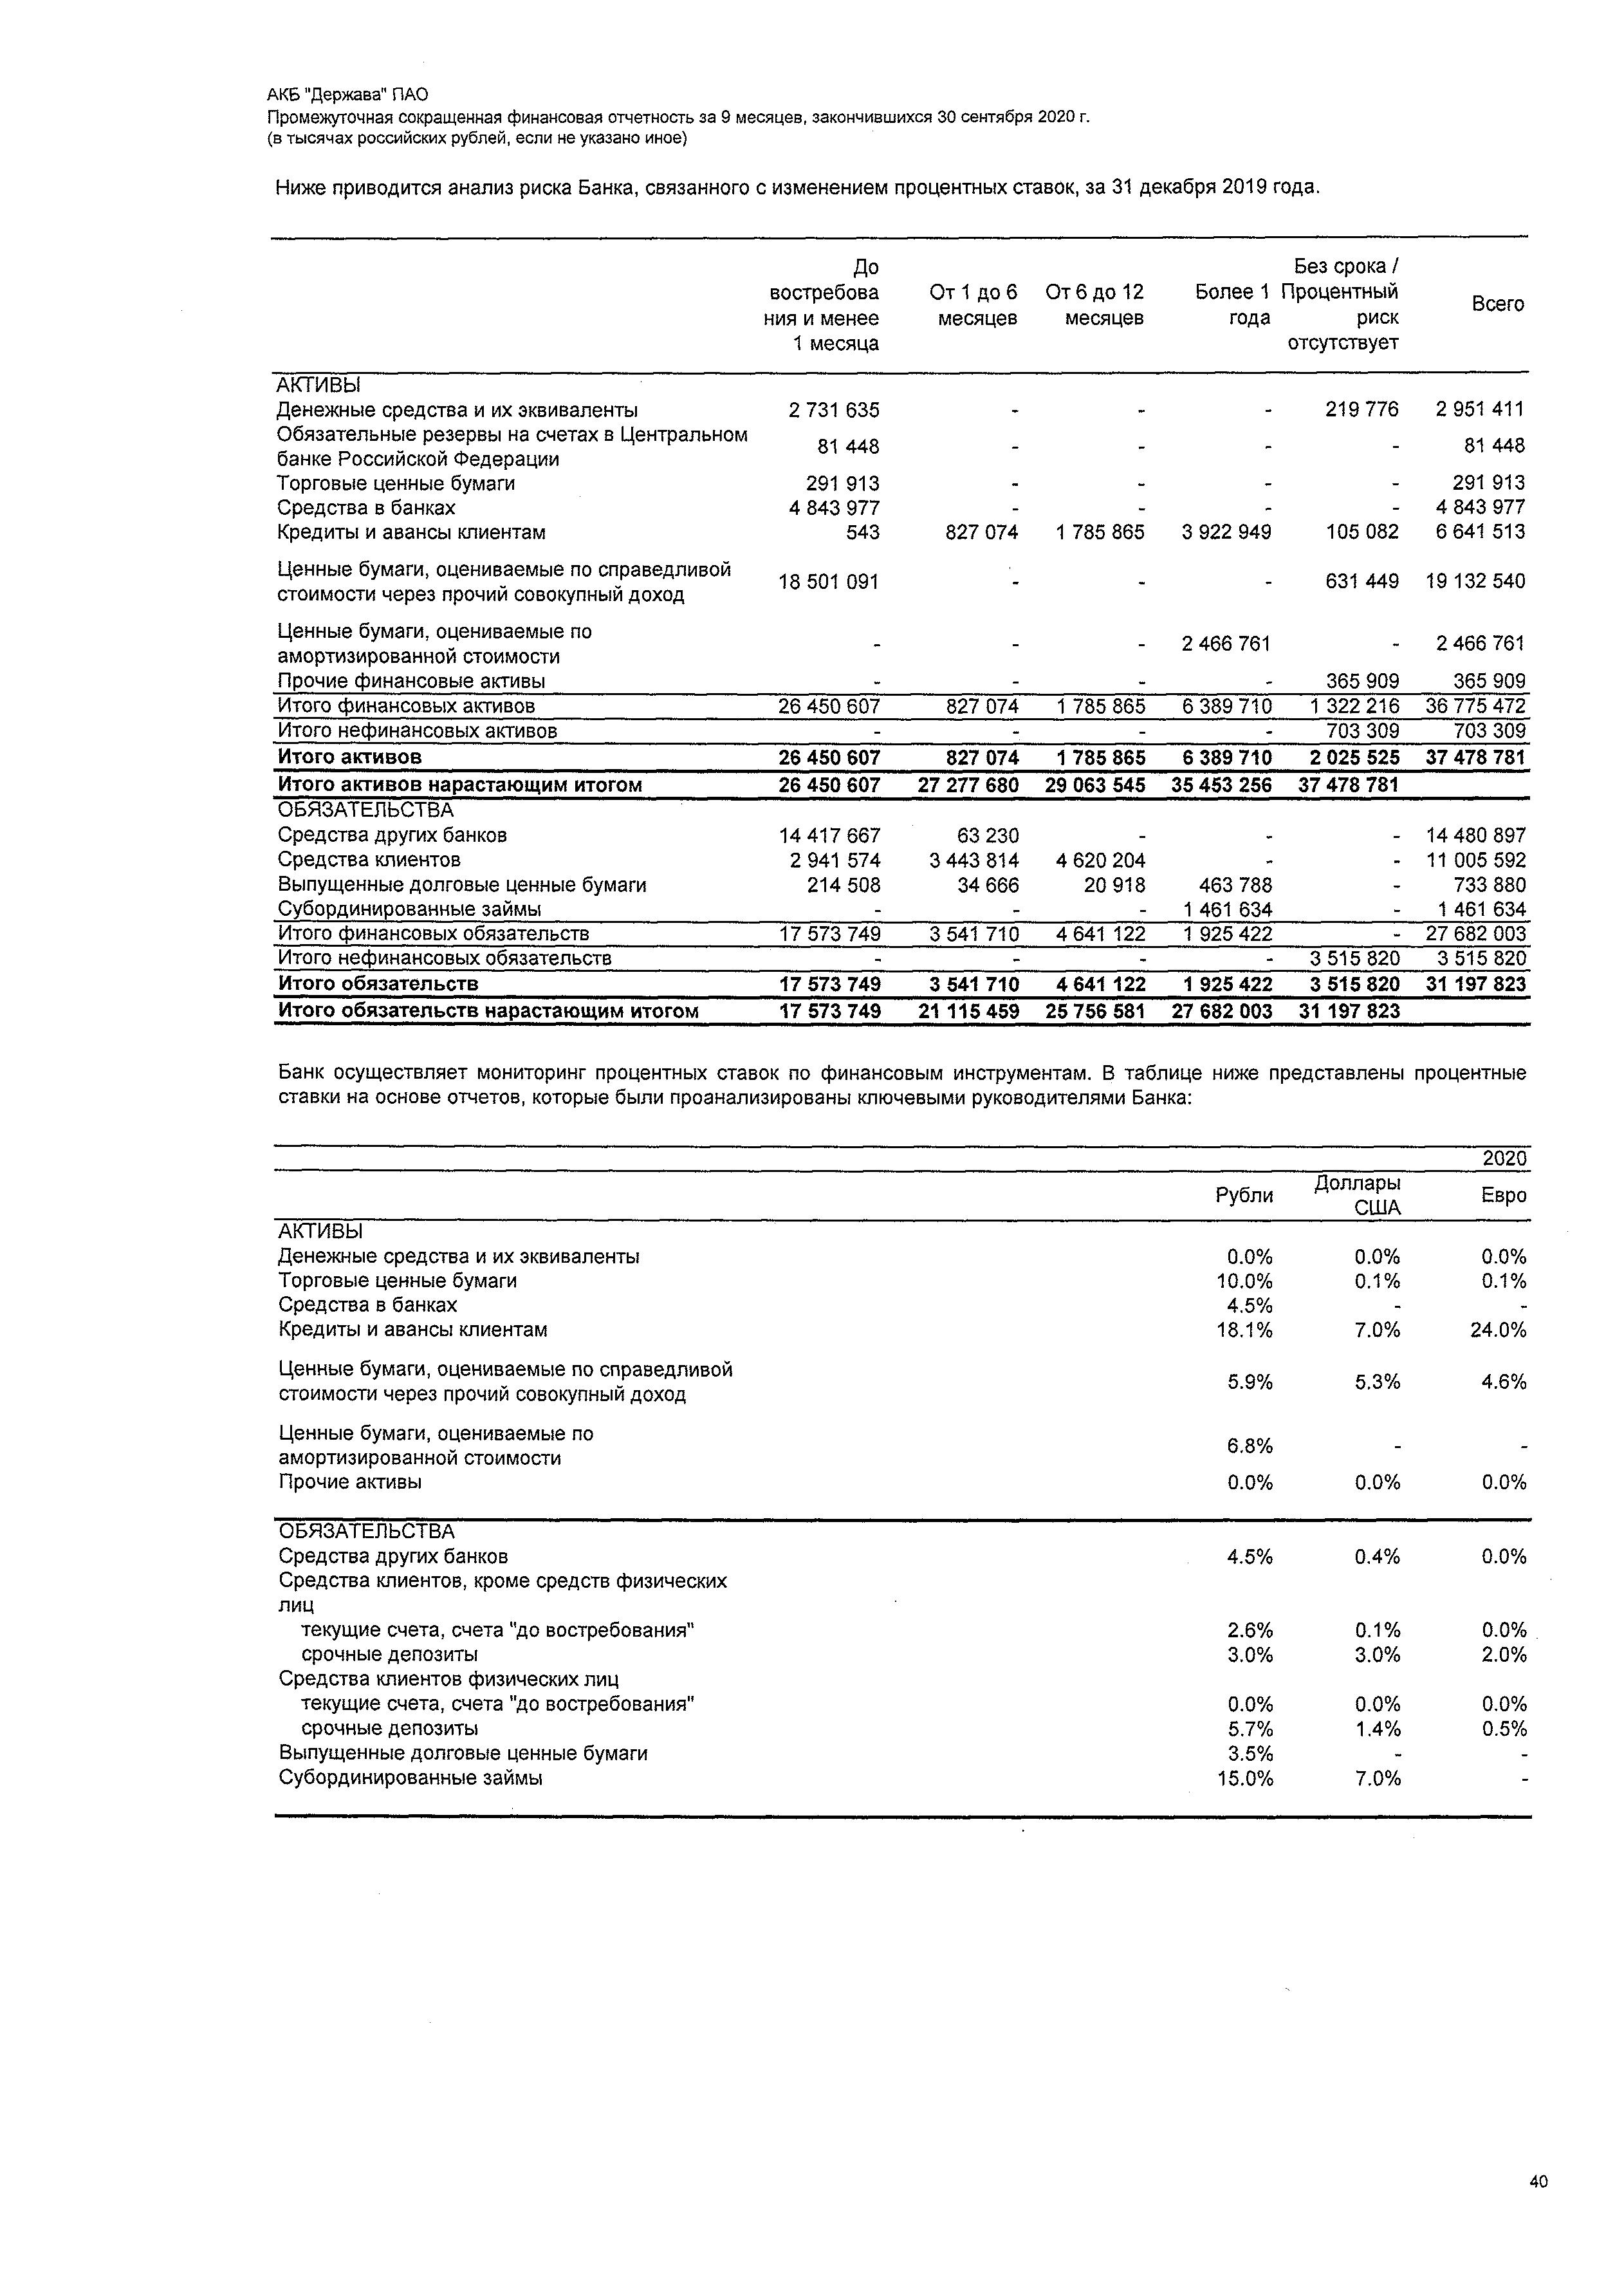 АКБ "Держава" ПАО
Промежуточная сокращенная финансовая отчетность за 9 месяцев, закончившихся 30 сентября 2020 г.
(в тысячах российских рублей, если не указано иное)
Ниже приводится анализ риска Банка, связанного с изменением процентных ставок, за 31 декабря 2019 года.
До востребова ния и менее 1 месяца От 1 до 6 месяцев От 6 до 12 месяцев Более 1 года Без срока / Процентный риск отсутствует Всего
АКТИВЫ
Денежные средства и их эквиваленты 2 731 635 - - - 219 776 2 951 411
Обязательные резервы на счетах в Центральном
банке Российской Федерации 81 448 - - - - 81 448
Торговые ценные бумаги 291 913 - - - - 291 913
Средства в банках 4 843 977 - - - - 4 843 977
Кредиты и авансы клиентам 543 827 074 1 785 865 3 922 949 105 082 6 641 513
Ценные бумаги, оцениваемые по справедливой
стоимости через прочий совокупный доход 18 501 091 - - - 631 449 19 132 540
Ценные бумаги, оцениваемые по
амортизированной стоимости - - - 2 466 761 - 2 466 761
Прочие финансовые активы - - - - 365 909 365 909
Итого финансовых активов 26 450 607 827 074 1 785 865 6 389 710 1 322 216 36 775 472
Итого нефинансовых активов - - - - 703 309 703 309
Итого активов 26 450 607 827 074 1 785 865 6 389 710 2 025 525 37 478 781
Итого активов нарастающим итогом 26 450 607 27 277 680 29 063 545 35 453 256 37 478 781
ОБЯЗАТЕЛЬСТВА
Средства других банков 14 417 667 63 230 - - - 14 480 897
Средства клиентов 2 941 574 3 443 814 4 620 204 - - 11 005 592
Выпущенные долговые ценные бумаги 214 508 34 666 20 918 463 788 - 733 880
Субординированные займы - - - 1 461 634 - 1 461 634
Итого финансовых обязательств 17 573 749 3 541 710 4 641 122 1 925 422 - 27 682 003
Итого нефинансовых обязательств - - - - 3 515 820 3 515 820
Итого обязательств 17 573 749 3 541 710 4 641 122 1 925 422 3 515 820 31 197 823
Итого обязательств нарастающим итогом 17 573 749 21 115 459 25 756 581 27 682 003 31 197 823
Банк осуществляет мониторинг процентных ставок по финансовым инструментам. В таблице ниже представлены процентные
ставки на основе отчетов, которые были проанализированы ключевыми руководителями Банка:
2020
Рубли Доллары США Евро
АКТИВЫ
Денежные средства и их эквиваленты 0.0% 0.0% 0.0%
Торговые ценные бумаги 10.0% 0.1% 0.1%
Средства в банках 4.5% - -
Кредиты и авансы клиентам 18.1% 7.0% 24.0%
Ценные бумаги, оцениваемые по справедливой
стоимости через прочий совокупный доход 5.9% 5.3% 4.6%
Ценные бумаги, оцениваемые по
амортизированной стоимости 6.8% - -
Прочие активы 0.0% 0.0% 0.0%
ОБЯЗАТЕЛЬСТВА
Средства других банков 4.5% 0.4% 0.0%
Средства клиентов, кроме средств физических
лиц
текущие счета, счета "до востребования" 2.6% 0.1% 0.0%
срочные депозиты 3.0% 3.0% 2.0%
Средства клиентов физических лиц
текущие счета, счета "до востребования" 0.0% 0.0% 0.0%
срочные депозиты 5.7% 1.4% 0.5%
Выпущенные долговые ценные бумаги 3.5% - -
Субординированные займы 15.0% 7.0% -
40